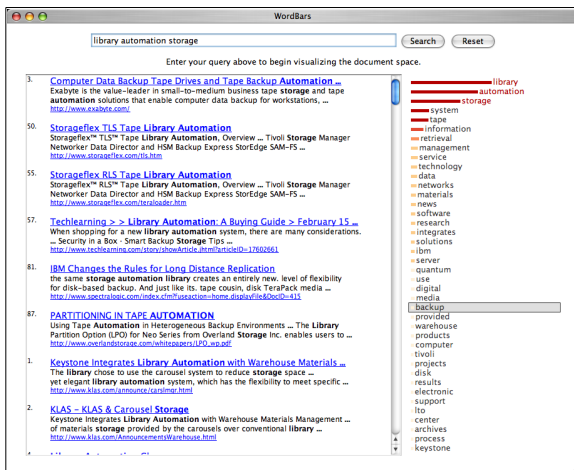 WordBars
library automation storage
Search
Reset
Enter your query above to begin visualizing the document space.
3. Computer Data Backup Tape Drives and Tape Backup Automation ...
Exabyte is the value-leader in small-to-medium business tape storage and tape
automation solutions that enable computer data backup for workstations, ...
http://www.exabyte.com/
50. Storageflex TLS Tape Library Automation
Storageflex™ TLS™ Tape Library Automation, Overview ... Tivoli Storage Manager
Networker Data Director and HSM Backup Express StorEdge SAM-FS ...
http://www.storageflex.com/tls.htm
55. Storageflex RLS Tape Library Automation
Storageflex™ RLS™ Tape Library Automation, Overview ... Tivoli Storage Manager
Networker Data Director and HSM Backup Express StorEdge SAM-FS ...
http://www.storageflex.com/teraloader.htm
57. Techlearning > > Library Automation: A Buying Guide > February 15 ...
When shopping for a new library automation system, there are many considerations.
... Security in a Box - Smart Backup Storage Tips ...
http://www.techlearning.com/story/showArticle.jhtml?articleID=17602661
81. IBM Changes the Rules for Long Distance Replication
the same storage automation library creates an entirely new. level of flexibility
for disk-based backup. And just like its. tape cousin, disk TeraPack media ...
http://www.spectralogic.com/index.cfm?fuseaction=home.displayFile&DocID=415
87. PARTITIONING IN TAPE AUTOMATION
Using Tape Automation in Heterogeneous Backup Environments ... The Library
Partition Option (LPO) for Neo Series from Overland Storage Inc. enables users to ...
http://www.overlandstorage.com/whitepapers/LPO_wp.pdf
1. Keystone Integrates Library Automation with Warehouse Materials ...
The library chose to use the carousel system to reduce storage space ...
yet elegant library automation system, which has the flexibility to meet specific ...
http://www.klas.com/announce/carslmqr.html
2. KLAS - KLAS & Carousel Storage
Keystone Integrates Library Automation with Warehouse Materials Management ...
of materials storage provided by the carousels over conventional library ...
http://www.klas.com/AnnouncementsWarehouse.html
library
automation
storage
system
tape
information
retrieval
management
service
technology
data
networks
materials
news
software
research
integrates
solutions
ibm
server
quantum
use
digital
media
backup
provided
warehouse
products
computer
tivoli
projects
disk
results
electronic
support
lto
center
archives
process
keystone